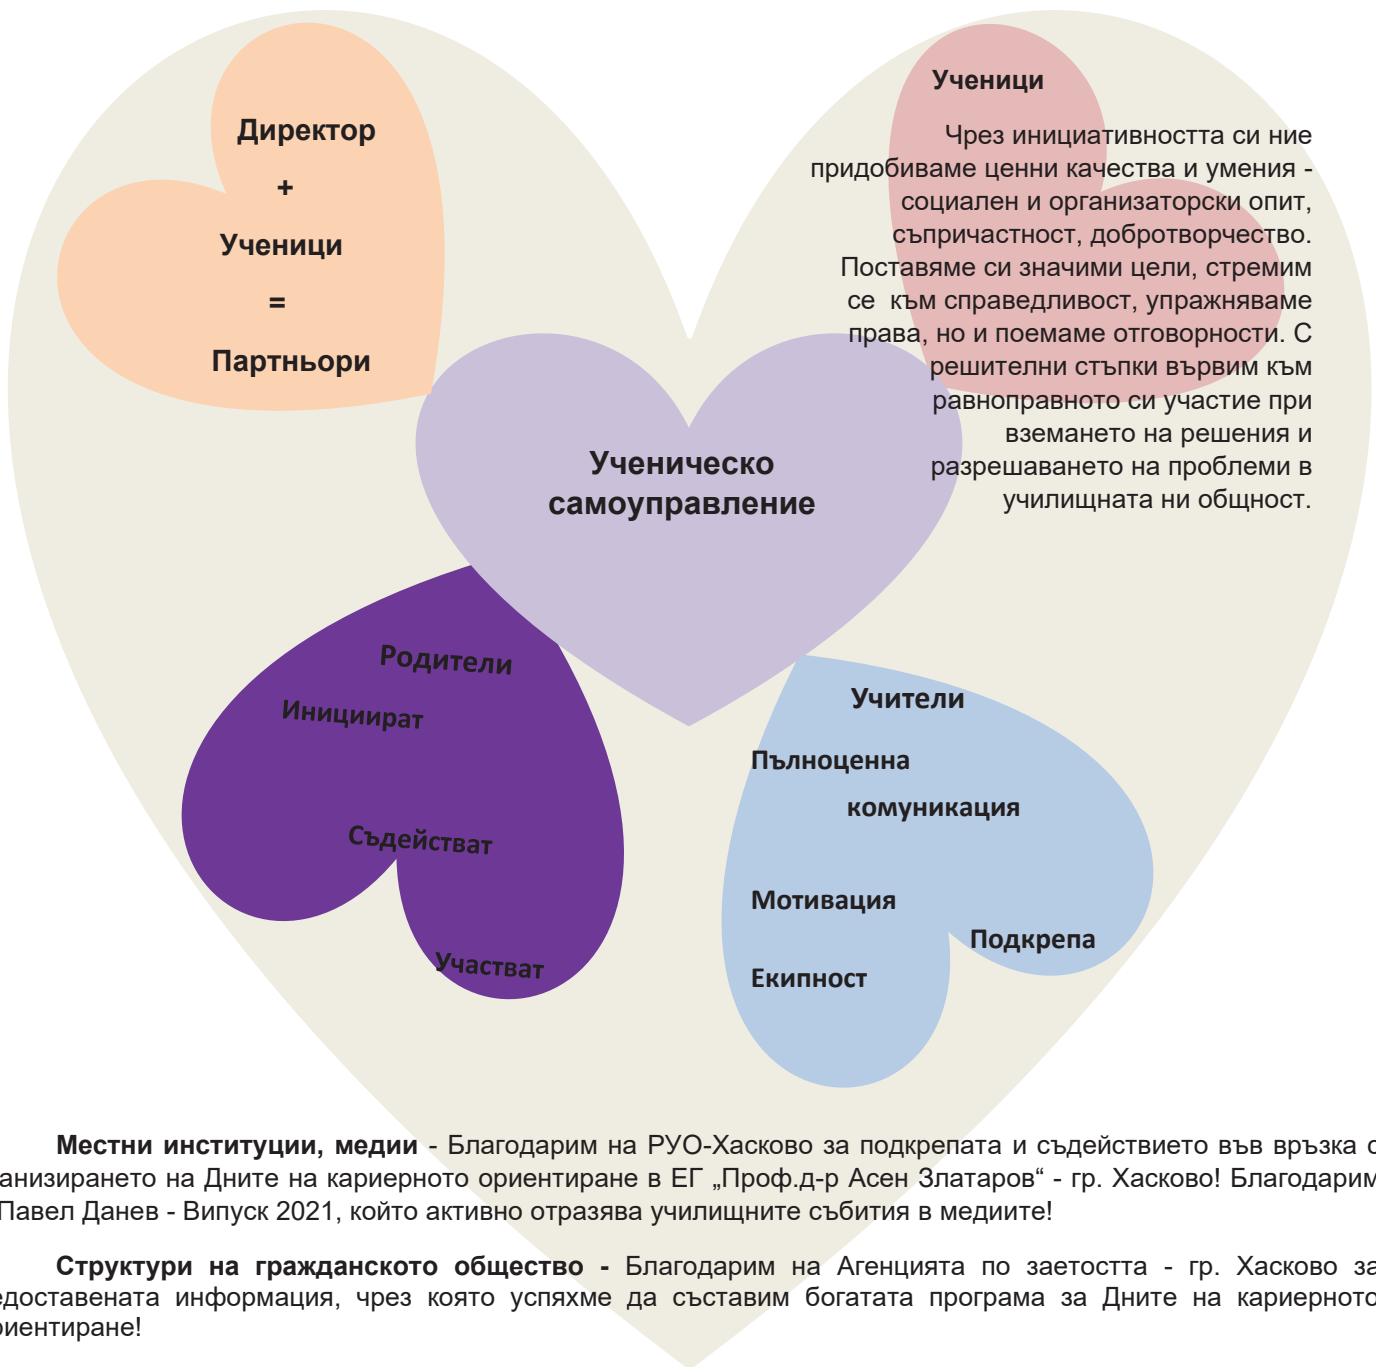 Директор
+
Ученици
=
Партньори
Ученици
Чрез инициативността си ние
придобиваме ценни качества и умения -
социален и организаторски опит,
съпричастност, добротворчество.
Поставяме си значими цели, стремим
се към справедливост, упражняваме
права, но и поемаме отговорности. С
решителни стъпки вървим към
равноправното си участие при
вземането на решения и
разрешаването на проблеми в
училищната ни общност.
Ученическо
самоуправление
Родители
Инициират
Съдействат
Участват
Учители
Пълноценна
комуникация
Мотивация
Подкрепа
Екипност
Местни институции, медии - Благодарим на РУО-Хасково за подкрепата и съдействието във връзка с
анизирането на Дните на кариерното ориентиране в ЕГ „Проф.д-р Асен Златаров“ - гр. Хасково! Благодарим
Павел Данев - Випуск 2021, който активно отразява училищните събития в медиите!
Структури на гражданското общество - Благодарим на Агенцията по заетостта - гр. Хасково за
едоставената информация, чрез която успяхме да съставим богатата програма за Дните на кариерното
риентиране!